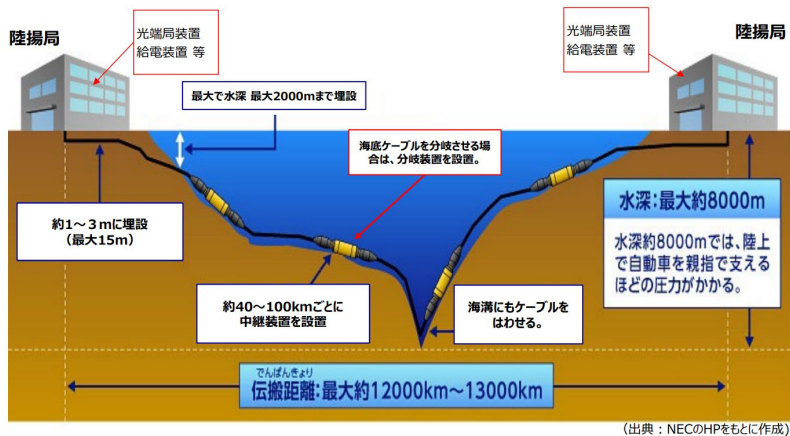 陸揚局
光端局装置
給電装置 等
光端局装置
給電装置 等
陸揚局
最大で水深 最大2000mまで埋設
海底ケーブルを分岐させる場
合は、分岐装置を設置。
約1～3mに埋設
（最大15m）
水深：最大約8000m
水深約8000mでは、陸上
で自動車を親指で支える
ほどの圧力がかかる。
約40～100kmごとに
中継装置を設置
海溝にもケーブルを
はわせる。
でんぱんきょり
伝搬距離：最大約12000km～13000km
（出典：NECのHPをもとに作成)